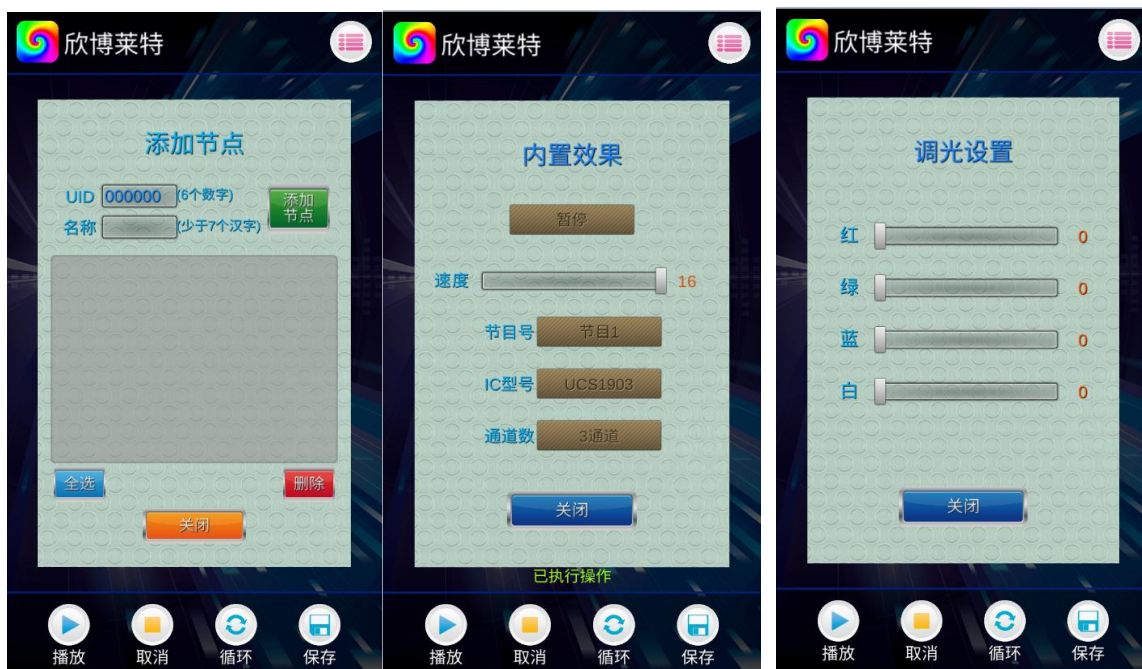 欣博莱特
添加节点
UID 000000 (6个数字)
名称 (少于7个汉字)
添加
节点
全选 删除
关闭
播放 取消 循环 保存
欣博莱特
内置效果
暂停
速度 16
节目号 节目1
IC型号 UCS1903
通道数 3通道
关闭
已执行操作
播放 取消 循环 保存
欣博莱特
调光设置
红 0
绿 0
蓝 0
白 0
关闭
播放 取消 循环 保存